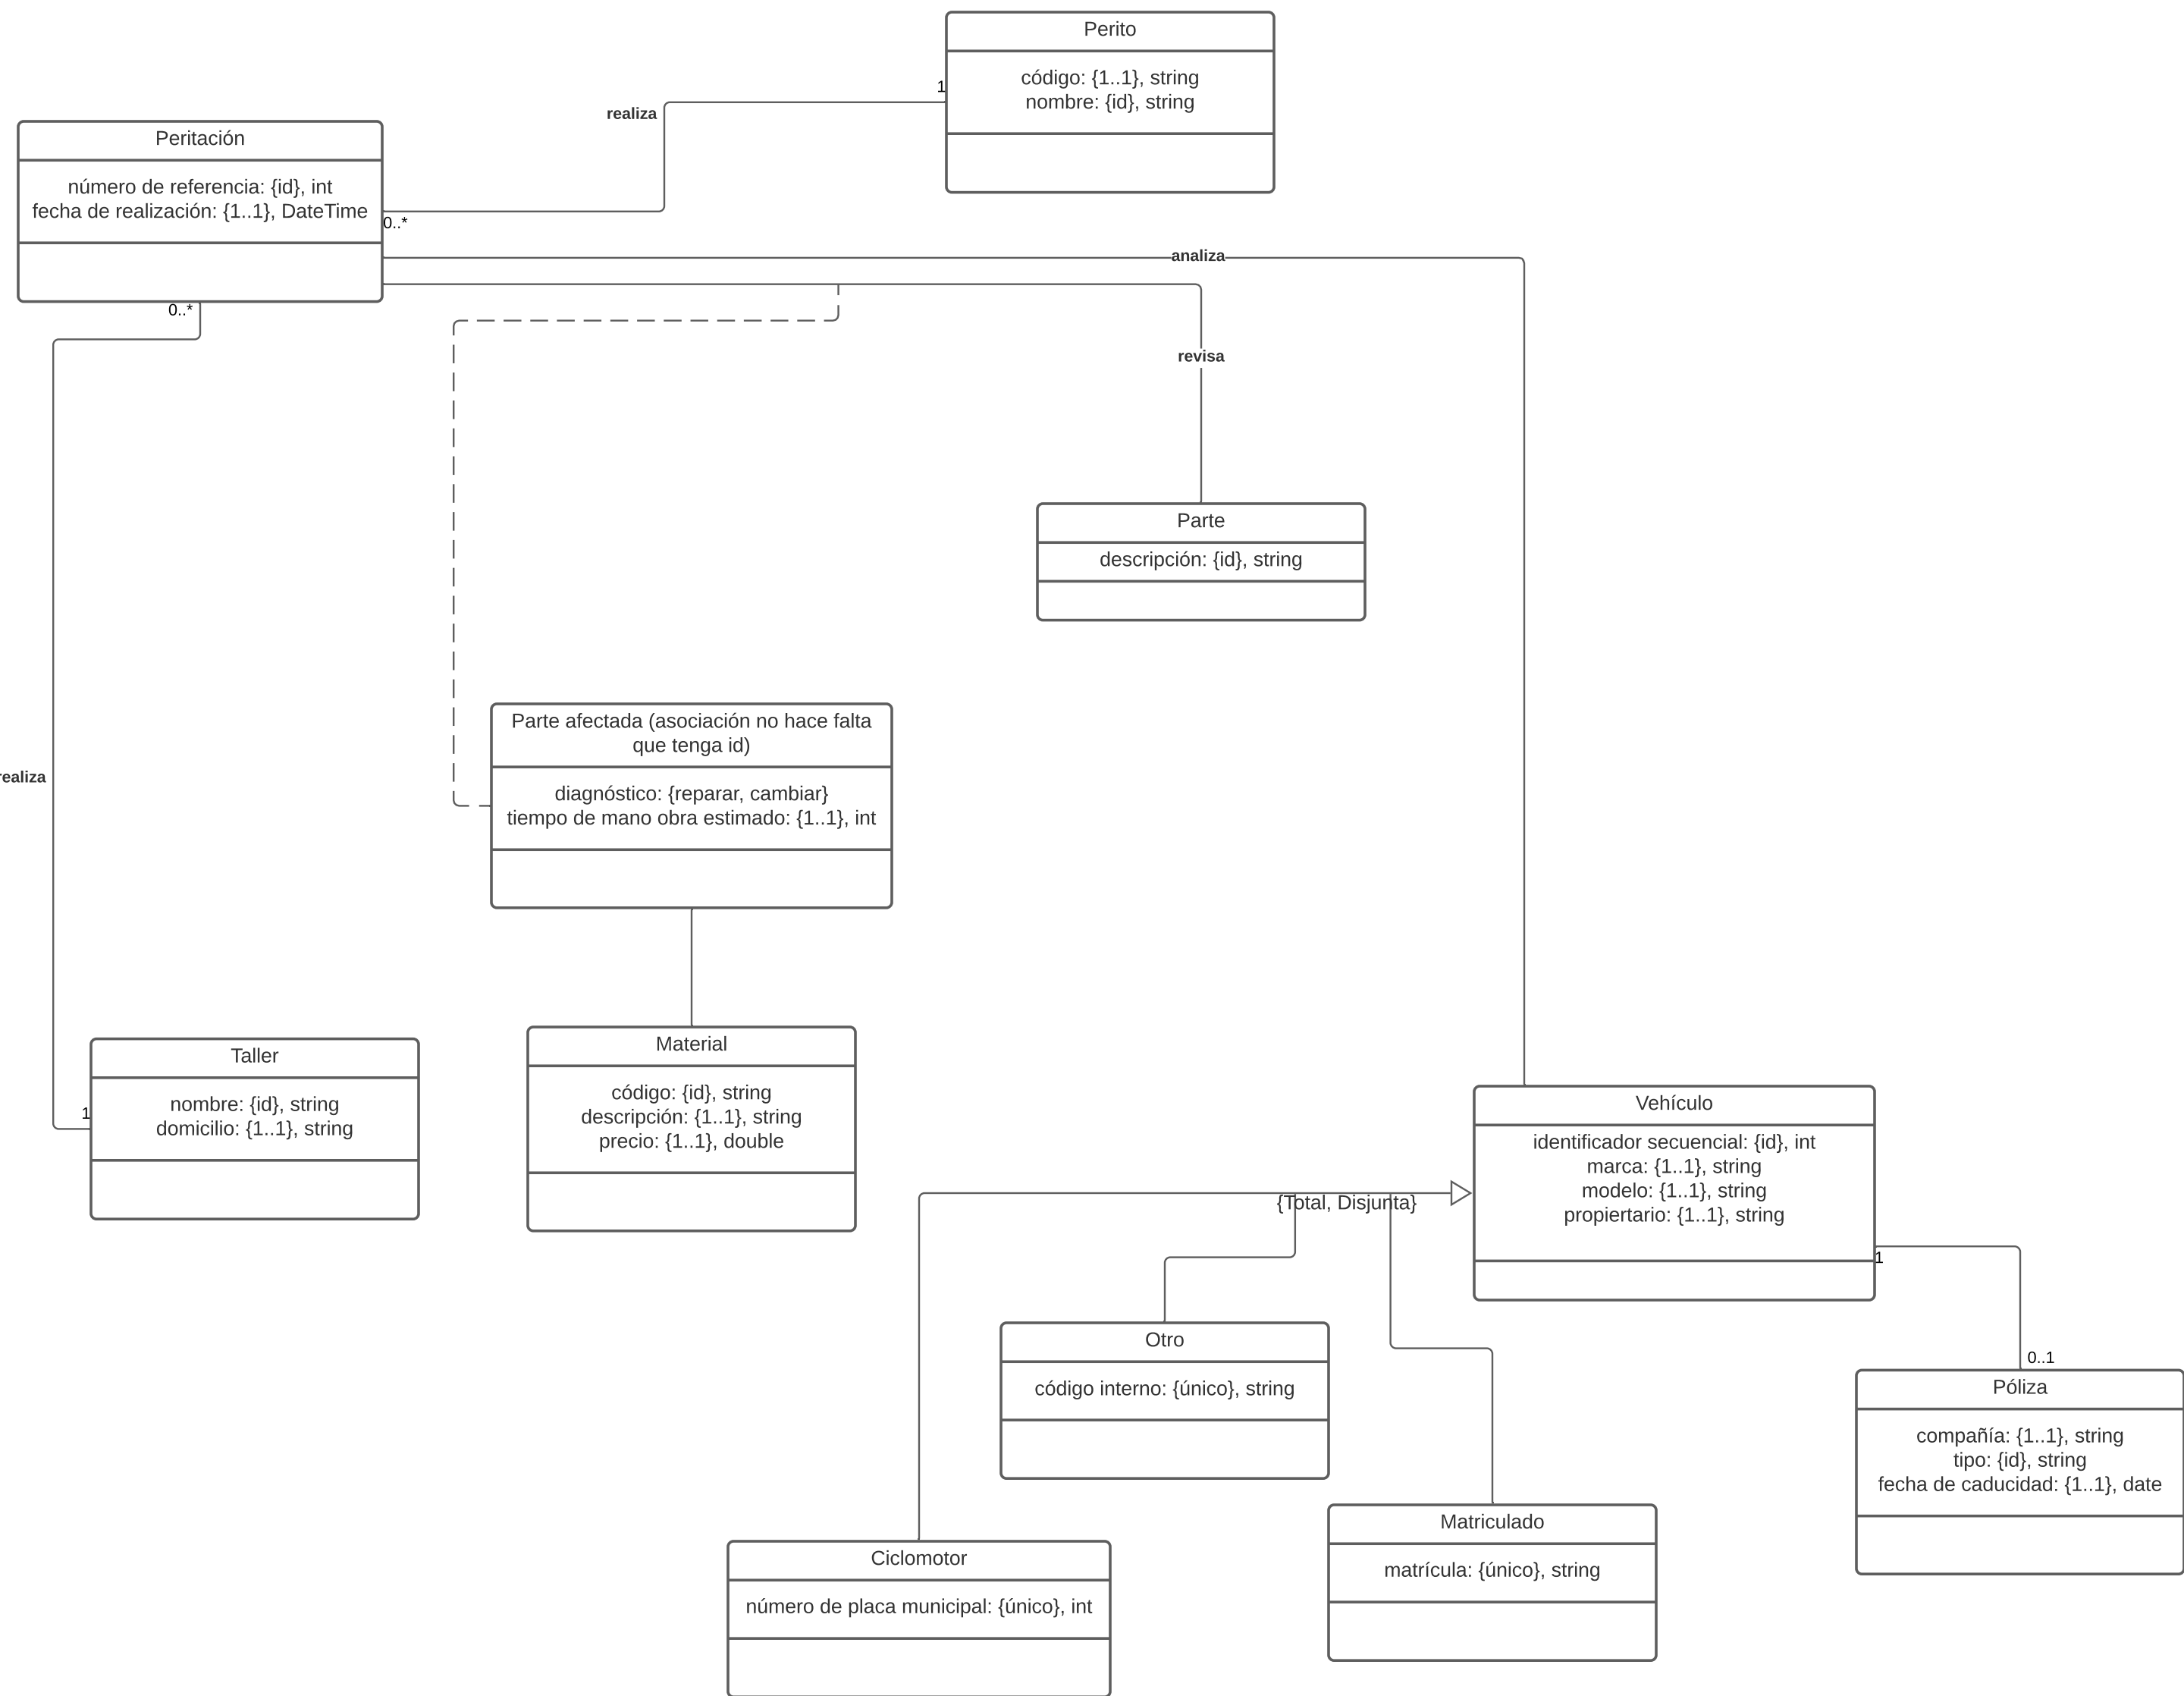 Perito
código: {1..1}, string
nombre: {id}, string
1
realiza
Peritación
número de referencia: {id}, int
fecha de realización: {1..1}, DateTime
0..*
analiza
0..*
revisa
Parte
descripción: {id}, string
Parte afectada (asociación no hace falta
que tenga id)
diagnóstico: {reparar, cambiar}
tiempo de mano obra estimado: {1..1}, int
realiza
Taller
nombre: {id}, string
domicilio: {1..1}, string
1
Material
código: {id}, string
descripción: {1..1}, string
precio: {1..1}, double
Vehículo
identificador secuencial: {id}, int
marca: {1..1}, string
modelo: {1..1}, string
propiertario: {1..1}, string
{Total, Disjunta}
1
0..1
Otro
código interno: {único}, string
Póliza
compañía: {1..1}, string
tipo: {id}, string
fecha de caducidad: {1..1}, date
Matriculado
matrícula: {único}, string
Ciclomotor
número de placa municipal: {único}, int